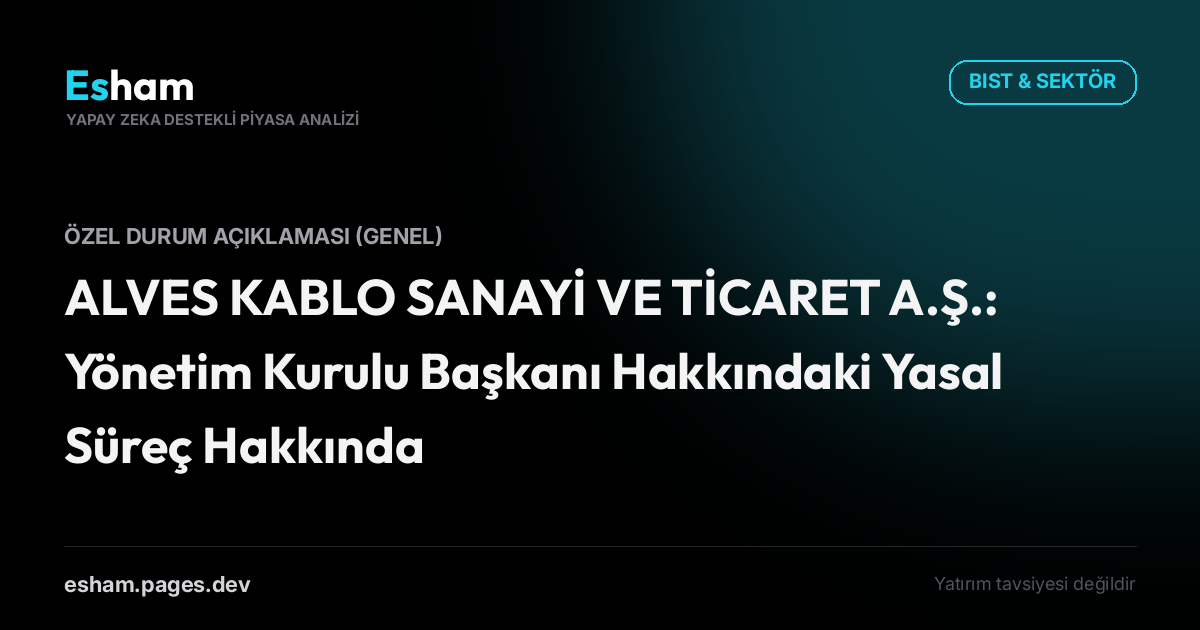 Esham
BIST & SEKTÖR
YAPAY ZEKA DESTEKLİ PİYASA ANALİZİ
ÖZEL DURUM AÇIKLAMASI (GENEL)
ALVES KABLO SANAYİ VE TİCARET A.Ş.:
Yönetim Kurulu Başkanı Hakkındaki Yasal
Süreç Hakkında
esham.pages.dev
Yatırım tavsiyesi değildir